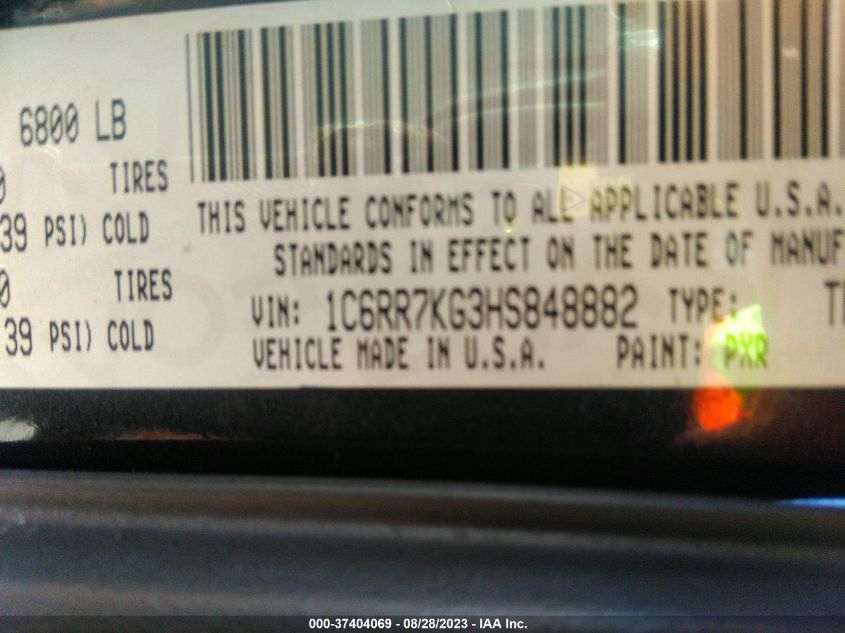 6800 LB
0 TIRES
39 PSI) COLD
0 TIRES
39 PSI) COLD
THIS VEHICLE CONFORMS TO ALL APPLICABLE U.S.A.
STANDARDS IN EFFECT ON THE DATE OF MANUF
VIN: 1C6RR7KG3HS848882 TYPE: T
VEHICLE MADE IN U.S.A. PAINT: PXR
000-37404069 - 08/28/2023 - IAA Inc.